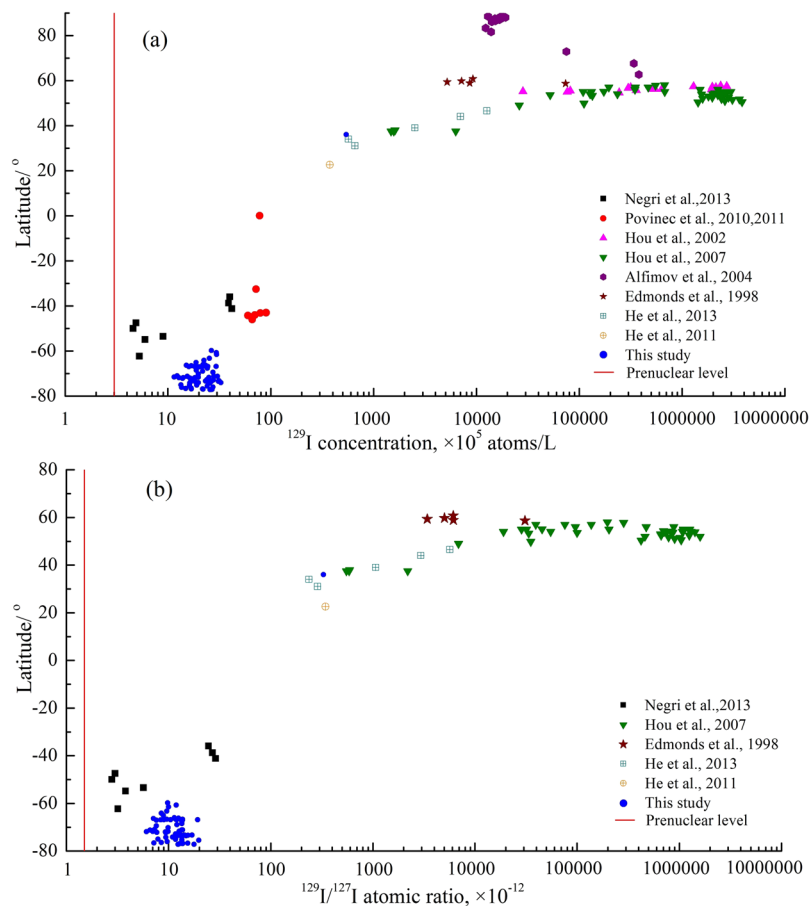 (a)
80
60
40
20
0
-20
-40
-60
-80
Latitude/ °
Negri et al.,2013
Povinec et al., 2010,2011
Hou et al., 2002
Hou et al., 2007
Alfimov et al., 2004
Edmonds et al., 1998
He et al., 2013
He et al., 2011
This study
Prenuclear level
1 10 100 1000 10000 100000 1000000 10000000
¹²⁹I concentration, ×10⁵ atoms/L
(b)
80
60
40
20
0
-20
-40
-60
-80
Latitude/ °
Negri et al.,2013
Hou et al., 2007
Edmonds et al., 1998
He et al., 2013
He et al., 2011
This study
Prenuclear level
1 10 100 1000 10000 100000 1000000 10000000
¹²⁹I/¹²⁷I atomic ratio, ×10⁻¹²